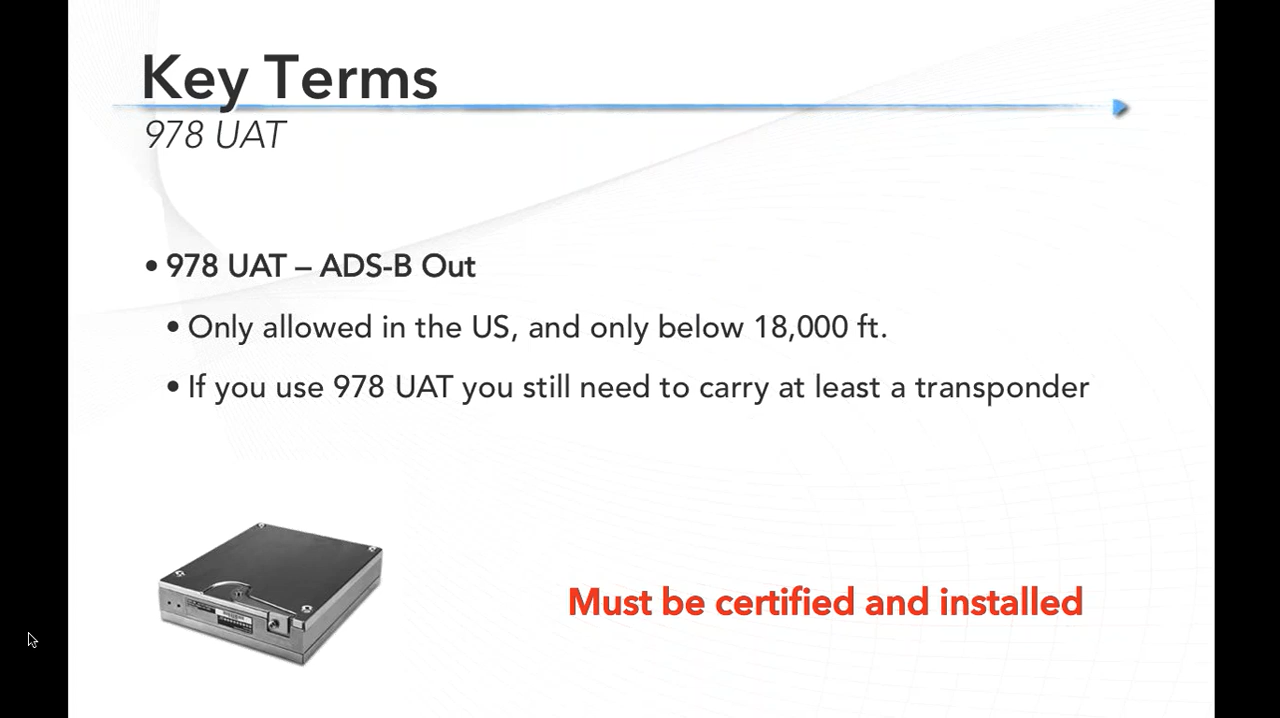 Key Terms
978 UAT
• 978 UAT – ADS-B Out
• Only allowed in the US, and only below 18,000 ft.
• If you use 978 UAT you still need to carry at least a transponder
Must be certified and installed